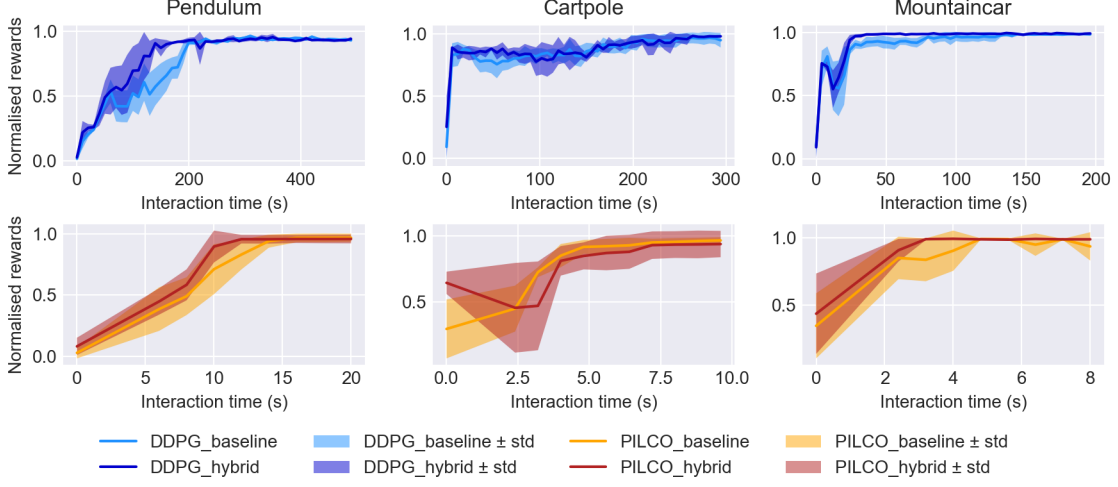 Pendulum
Cartpole
Mountaincar
Normalised rewards
1.0
0.5
0.0
0 200 400
Interaction time (s)
1.0
0.5
0.0
0 100 200 300
Interaction time (s)
1.0
0.5
0.0
0 50 100 150 200
Interaction time (s)
Normalised rewards
1.0
0.5
0.0
0 5 10 15 20
Interaction time (s)
1.0
0.5
0.0 2.5 5.0 7.5 10.0
Interaction time (s)
1.0
0.5
0 2 4 6 8
Interaction time (s)
DDPG_baseline DDPG_baseline ± std PILCO_baseline PILCO_baseline ± std
DDPG_hybrid DDPG_hybrid ± std PILCO_hybrid PILCO_hybrid ± std